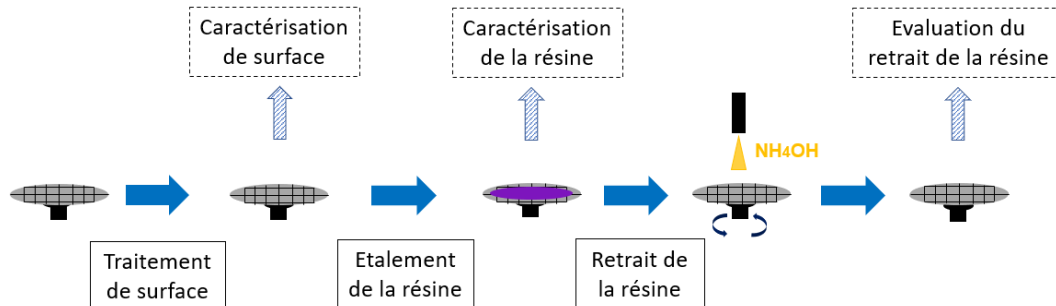 Caractérisation
de surface
Caractérisation
de la résine
Evaluation du
retrait de la résine
NH4OH
Traitement
de surface
Etalement
de la résine
Retrait de
la résine